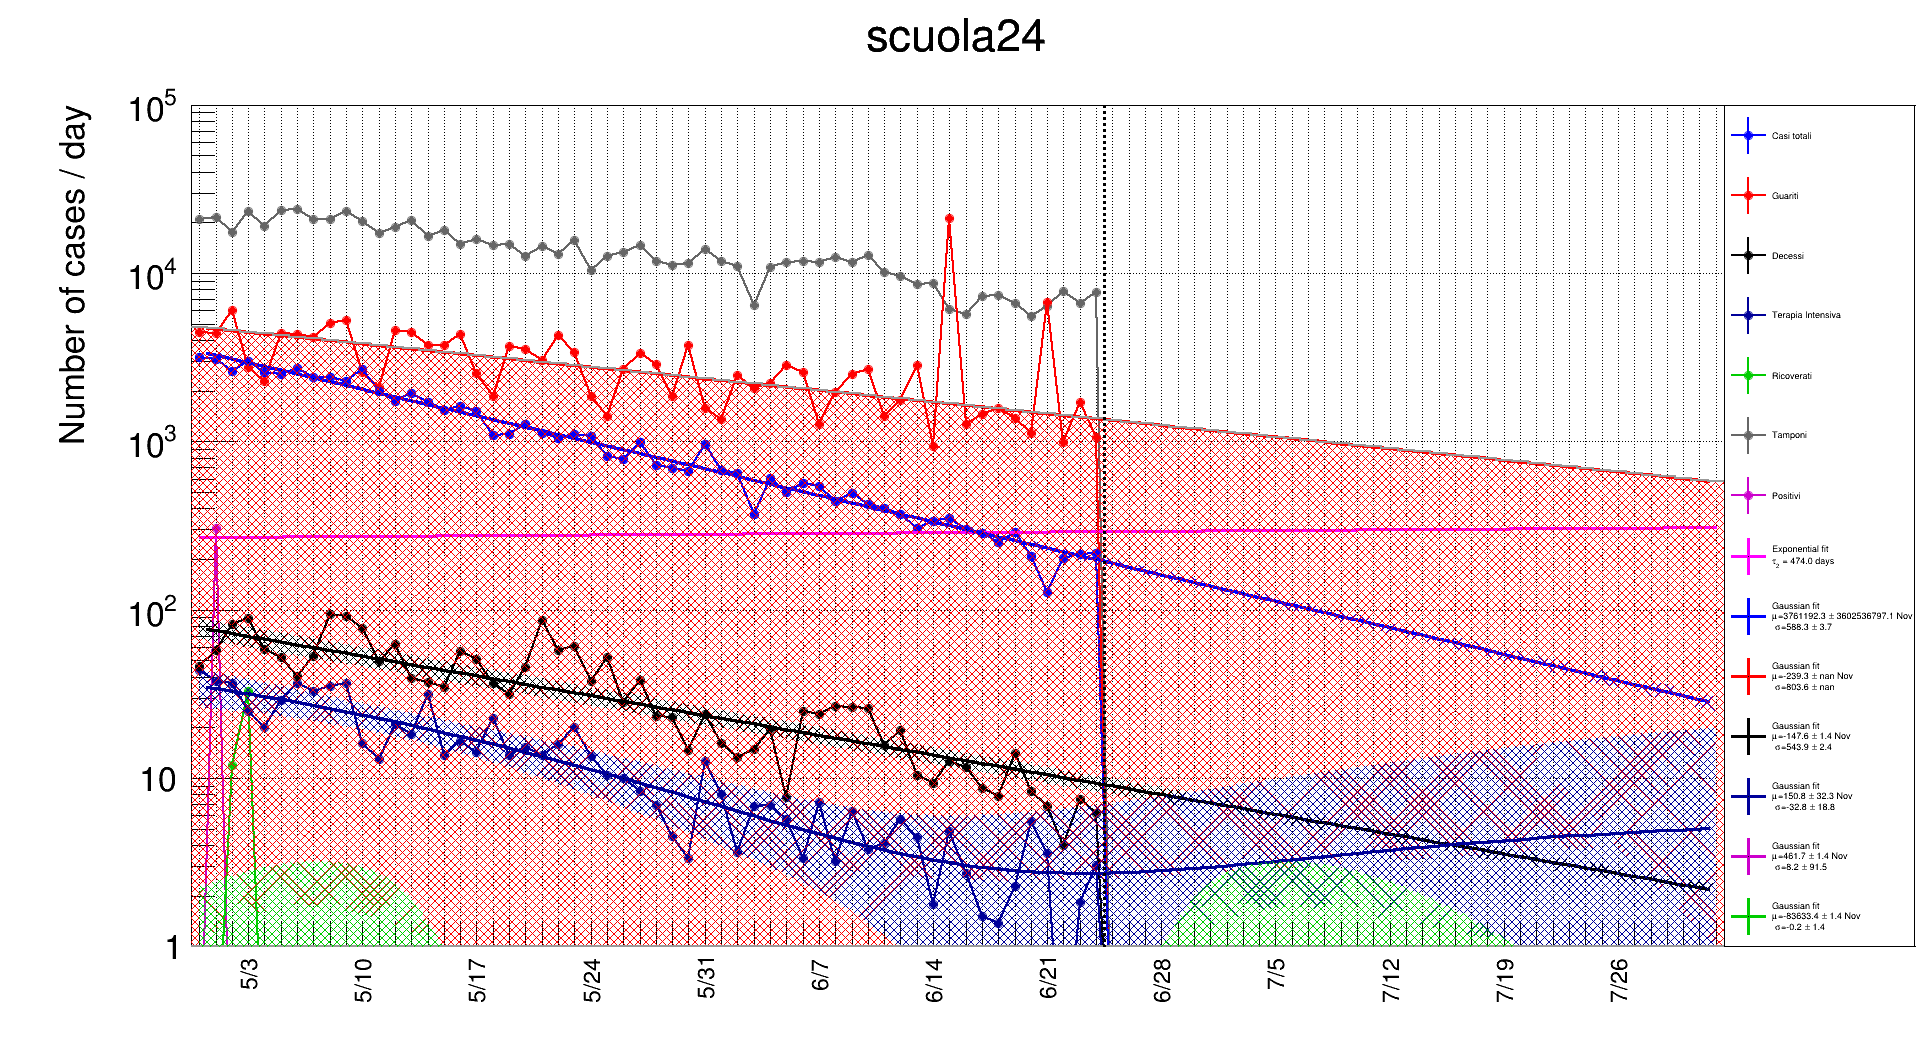 scuola24
Number of cases / day
10^5
10^4
10^3
10^2
10
1
5/3
5/10
5/17
5/24
5/31
6/7
6/14
6/21
6/28
7/5
7/12
7/19
7/26
Casi totali
Guariti
Decessi
Terapia Intensiva
Ricoverati
Tamponi
Positivi
Exponential fit
τ₂ = 474.0 days
Gaussian fit
μ=3761192.3 ± 3602536797.1 Nov
σ=588.3 ± 3.7
Gaussian fit
μ=-239.3 ± nan Nov
σ=803.6 ± nan
Gaussian fit
μ=-147.6 ± 1.4 Nov
σ=543.9 ± 2.4
Gaussian fit
μ=150.8 ± 32.3 Nov
σ=-32.8 ± 18.8
Gaussian fit
μ=461.7 ± 1.4 Nov
σ=8.2 ± 91.5
Gaussian fit
μ=-83633.4 ± 1.4 Nov
σ=-0.2 ± 1.4